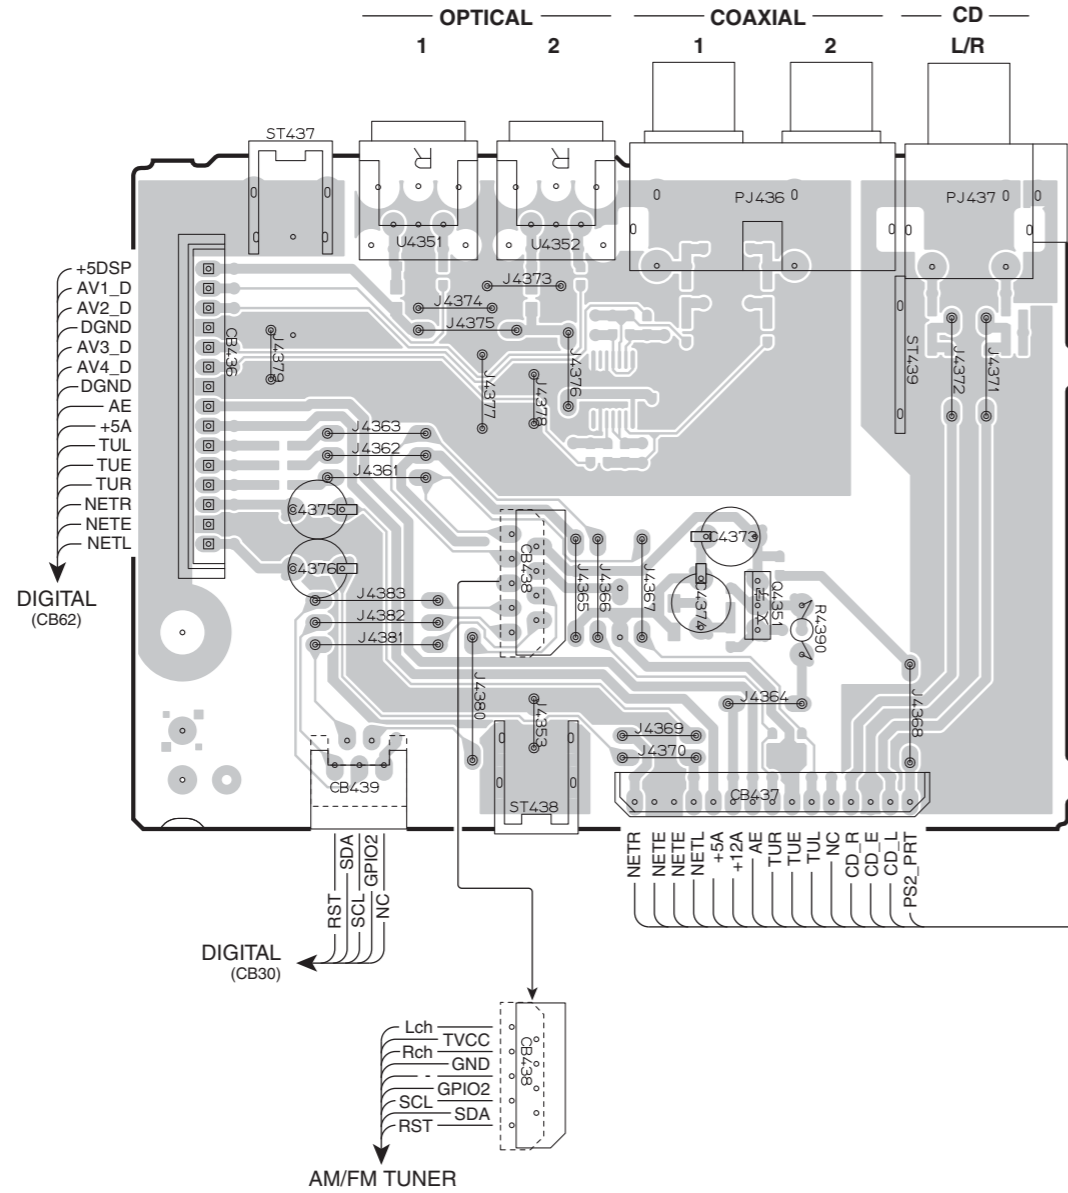 OPTICAL
COAXIAL
CD
1
2
1
2
L/R
ST437
R
R
U4351
U4352
PJ436
PJ437
+5DSP
AV1_D
AV2_D
DGND
AV3_D
AV4_D
DGND
AE
+5A
TUL
TUE
TUR
NETR
NETE
NETL
DIGITAL
(CB62)
CB436
J4379
J4373
J4374
J4375
J4376
J4377
J4378
ST439
J4372
J4371
J4363
J4362
J4361
C4375
C4376
CB438
J4365
J4366
J4367
C4373
C4374
Q4351
R4390
J4383
J4382
J4381
J4380
J4353
J4364
J4368
J4369
J4370
CB439
ST438
CB437
RST
SDA
SCL
GPIO2
NC
DIGITAL
(CB30)
NETR
NETE
NETE
NETL
+5A
+12A
AE
TUR
TUE
TUL
NC
CD_R
CD_E
CD_L
PS2_PRT
Lch
TVCC
Rch
GND
-
GPIO2
SCL
SDA
RST
CB438
AM/FM TUNER